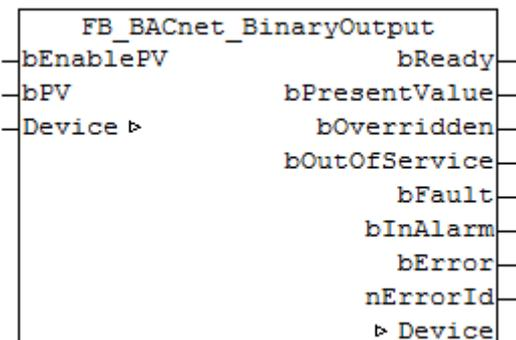 FB_BACnet_BinaryOutput
bEnablePV bReady
bPV bPresentValue
Device ▷ bOverridden
bOutOfService
bFault
bInAlarm
bError
nErrorId
▷ Device